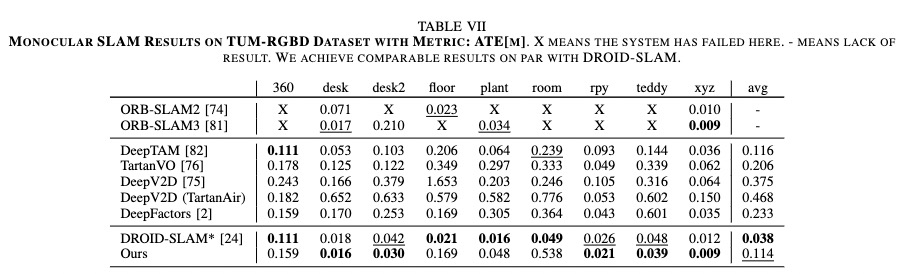 TABLE VII
MONOCULAR SLAM RESULTS ON TUM-RGBD DATASET WITH METRIC: ATE[M]. X MEANS THE SYSTEM HAS FAILED HERE. - MEANS LACK OF
RESULT. WE ACHIEVE COMPARABLE RESULTS ON PAR WITH DROID-SLAM.
360 desk desk2 floor plant room rpy teddy xyz avg
ORB-SLAM2 [74] X 0.071 X 0.023 X X X X 0.010 -
ORB-SLAM3 [81] X 0.017 0.210 X 0.034 X X X 0.009 -
DeepTAM [82] 0.111 0.053 0.103 0.206 0.064 0.239 0.093 0.144 0.036 0.116
TartanVO [76] 0.178 0.125 0.122 0.349 0.297 0.333 0.049 0.339 0.062 0.206
DeepV2D [75] 0.243 0.166 0.379 1.653 0.203 0.246 0.105 0.316 0.064 0.375
DeepV2D (TartanAir) 0.182 0.652 0.633 0.579 0.582 0.776 0.053 0.602 0.150 0.468
DeepFactors [2] 0.159 0.170 0.253 0.169 0.305 0.364 0.043 0.601 0.035 0.233
DROID-SLAM* [24] 0.111 0.018 0.042 0.021 0.016 0.049 0.026 0.048 0.012 0.038
Ours 0.159 0.016 0.030 0.169 0.048 0.538 0.021 0.039 0.009 0.114